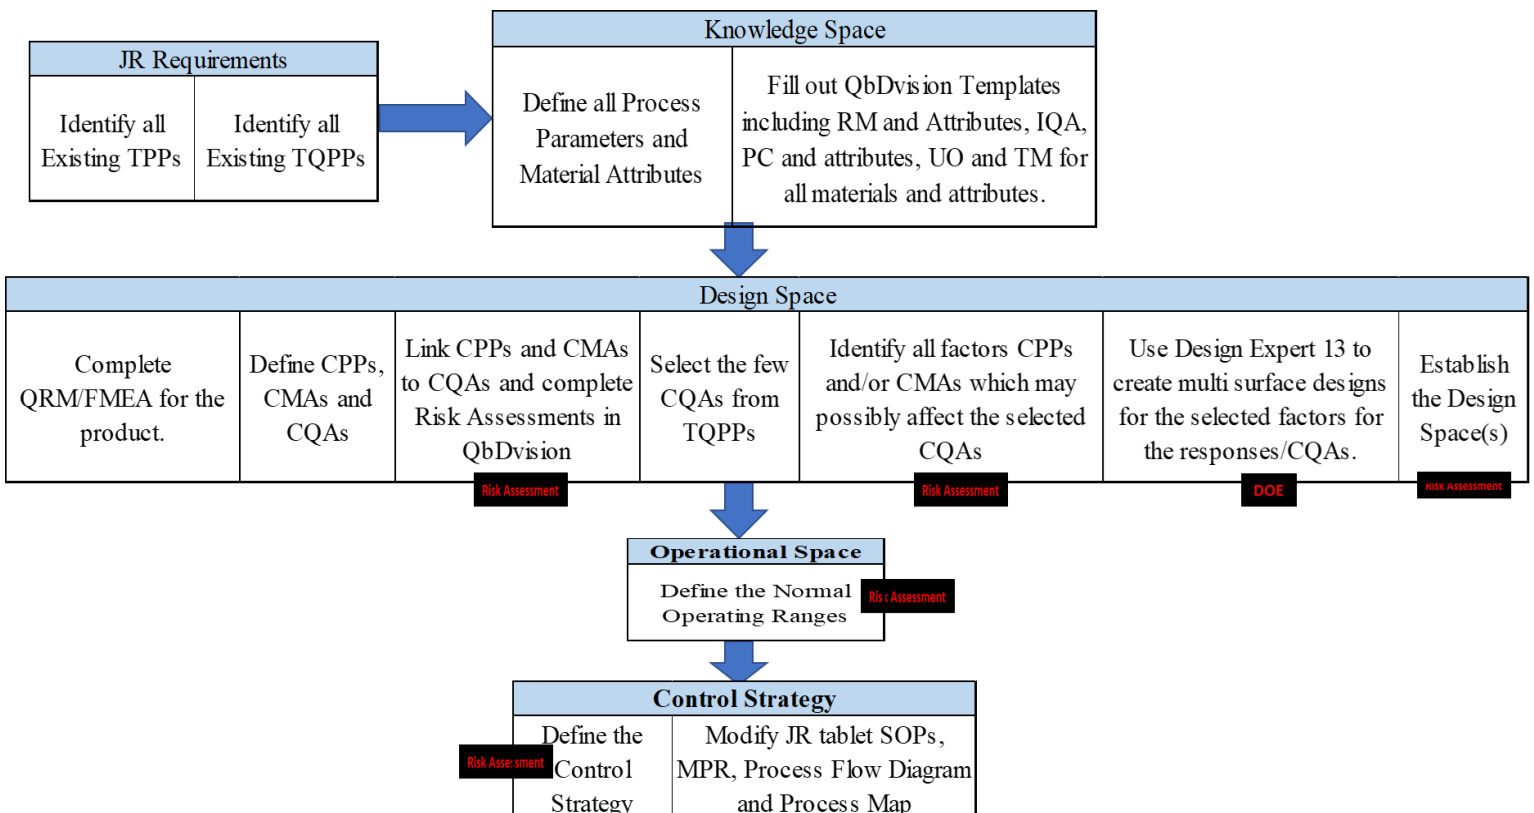 JR Requirements
Identify all
Existing TPPs
Identify all
Existing TQPPs
Knowledge Space
Define all Process
Parameters and
Material Attributes
Fill out QbDvision Templates
including RM and Attributes, IQA,
PC and attributes, UO and TM for
all materials and attributes.
Design Space
Complete
QRM/FMEA for the
product.
Define CPPs,
CMAs and
CQAs
Link CPPs and CMAs
to CQAs and complete
Risk Assessments in
QbDvision
Risk Assessment
Select the few
CQAs from
TQPPs
Identify all factors CPPs
and/or CMAs which may
possibly affect the selected
CQAs
Risk Assessment
Use Design Expert 13 to
create multi surface designs
for the selected factors for
the responses/CQAs.
DOE
Establish
the Design
Space(s)
Risk Assessment
Operational Space
Define the Normal
Operating Ranges
Risk Assessment
Control Strategy
Define the
Control
Strategy
Risk Assessment
Modify JR tablet SOPs,
MPR, Process Flow Diagram
and Process Map